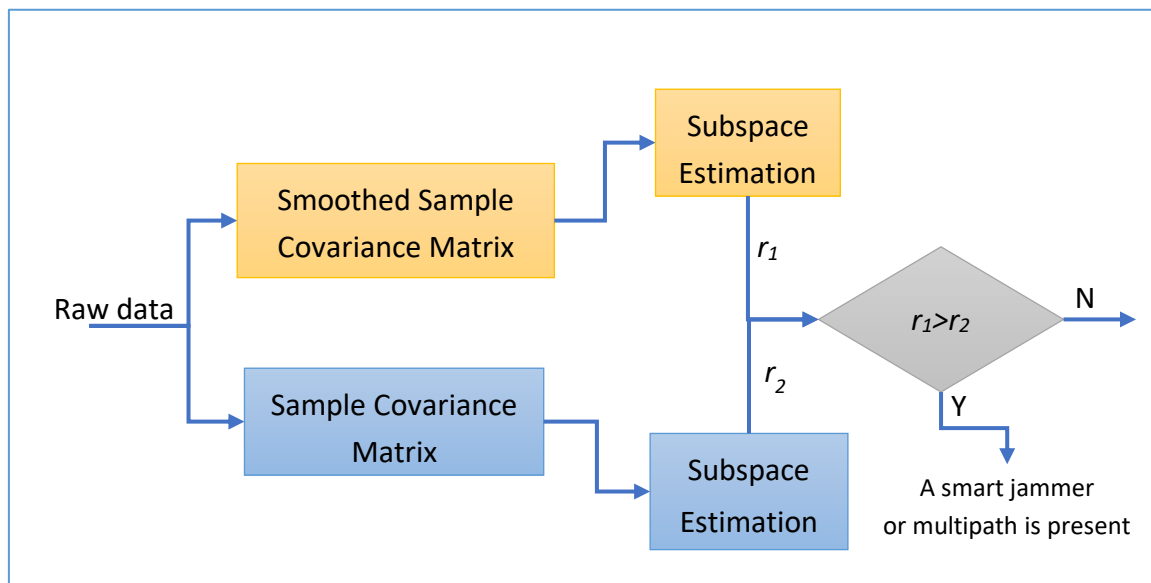 Subspace
Estimation
Smoothed Sample
Covariance Matrix
r₁
Raw data
r₁>r₂
N
r₂
Sample Covariance
Matrix
Y
Subspace
Estimation
A smart jammer
or multipath is present